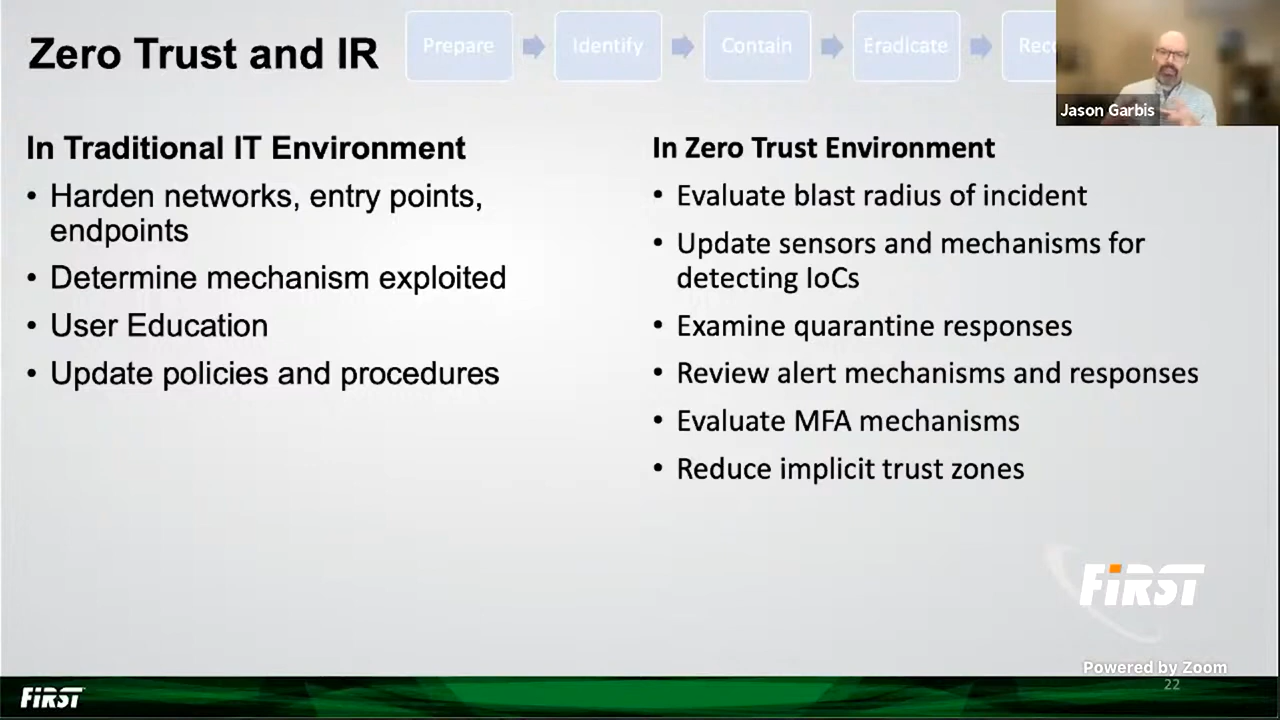 Zero Trust and IR
Prepare
Identify
Contain
Eradicate
Jason Garbis
In Traditional IT Environment
• Harden networks, entry points,
endpoints
• Determine mechanism exploited
• User Education
• Update policies and procedures
In Zero Trust Environment
• Evaluate blast radius of incident
• Update sensors and mechanisms for
detecting IoCs
• Examine quarantine responses
• Review alert mechanisms and responses
• Evaluate MFA mechanisms
• Reduce implicit trust zones
FiRST
Powered by Zoom
22
FiRST